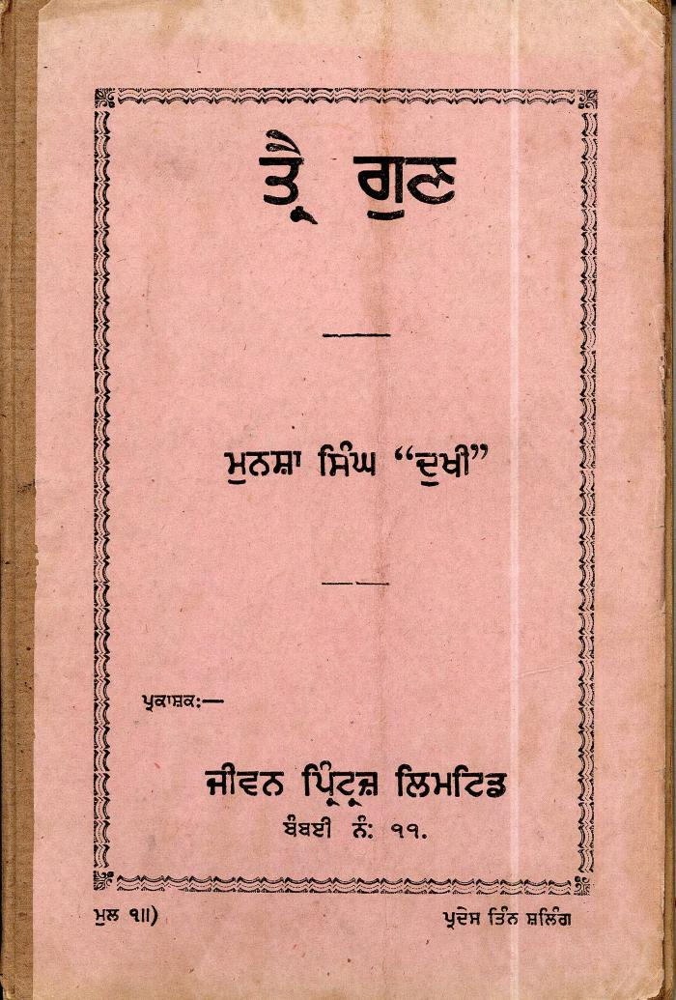 ਤ੍ਰੈ ਗੁਣ
ਮੁਨਸ਼ਾ ਸਿੰਘ “ਦੁਖੀ”
ਪ੍ਰਕਾਸ਼ਕ:—
ਜੀਵਨ ਪ੍ਰਿੰਟ੍ਰਜ਼ ਲਿਮਟਿਡ
ਬੰਬਈ ਨੰ: ੧੧.
ਮੁਲ ੧॥)
ਪ੍ਰਦੇਸ ਤਿੰਨ ਸ਼ਲਿੰਗ